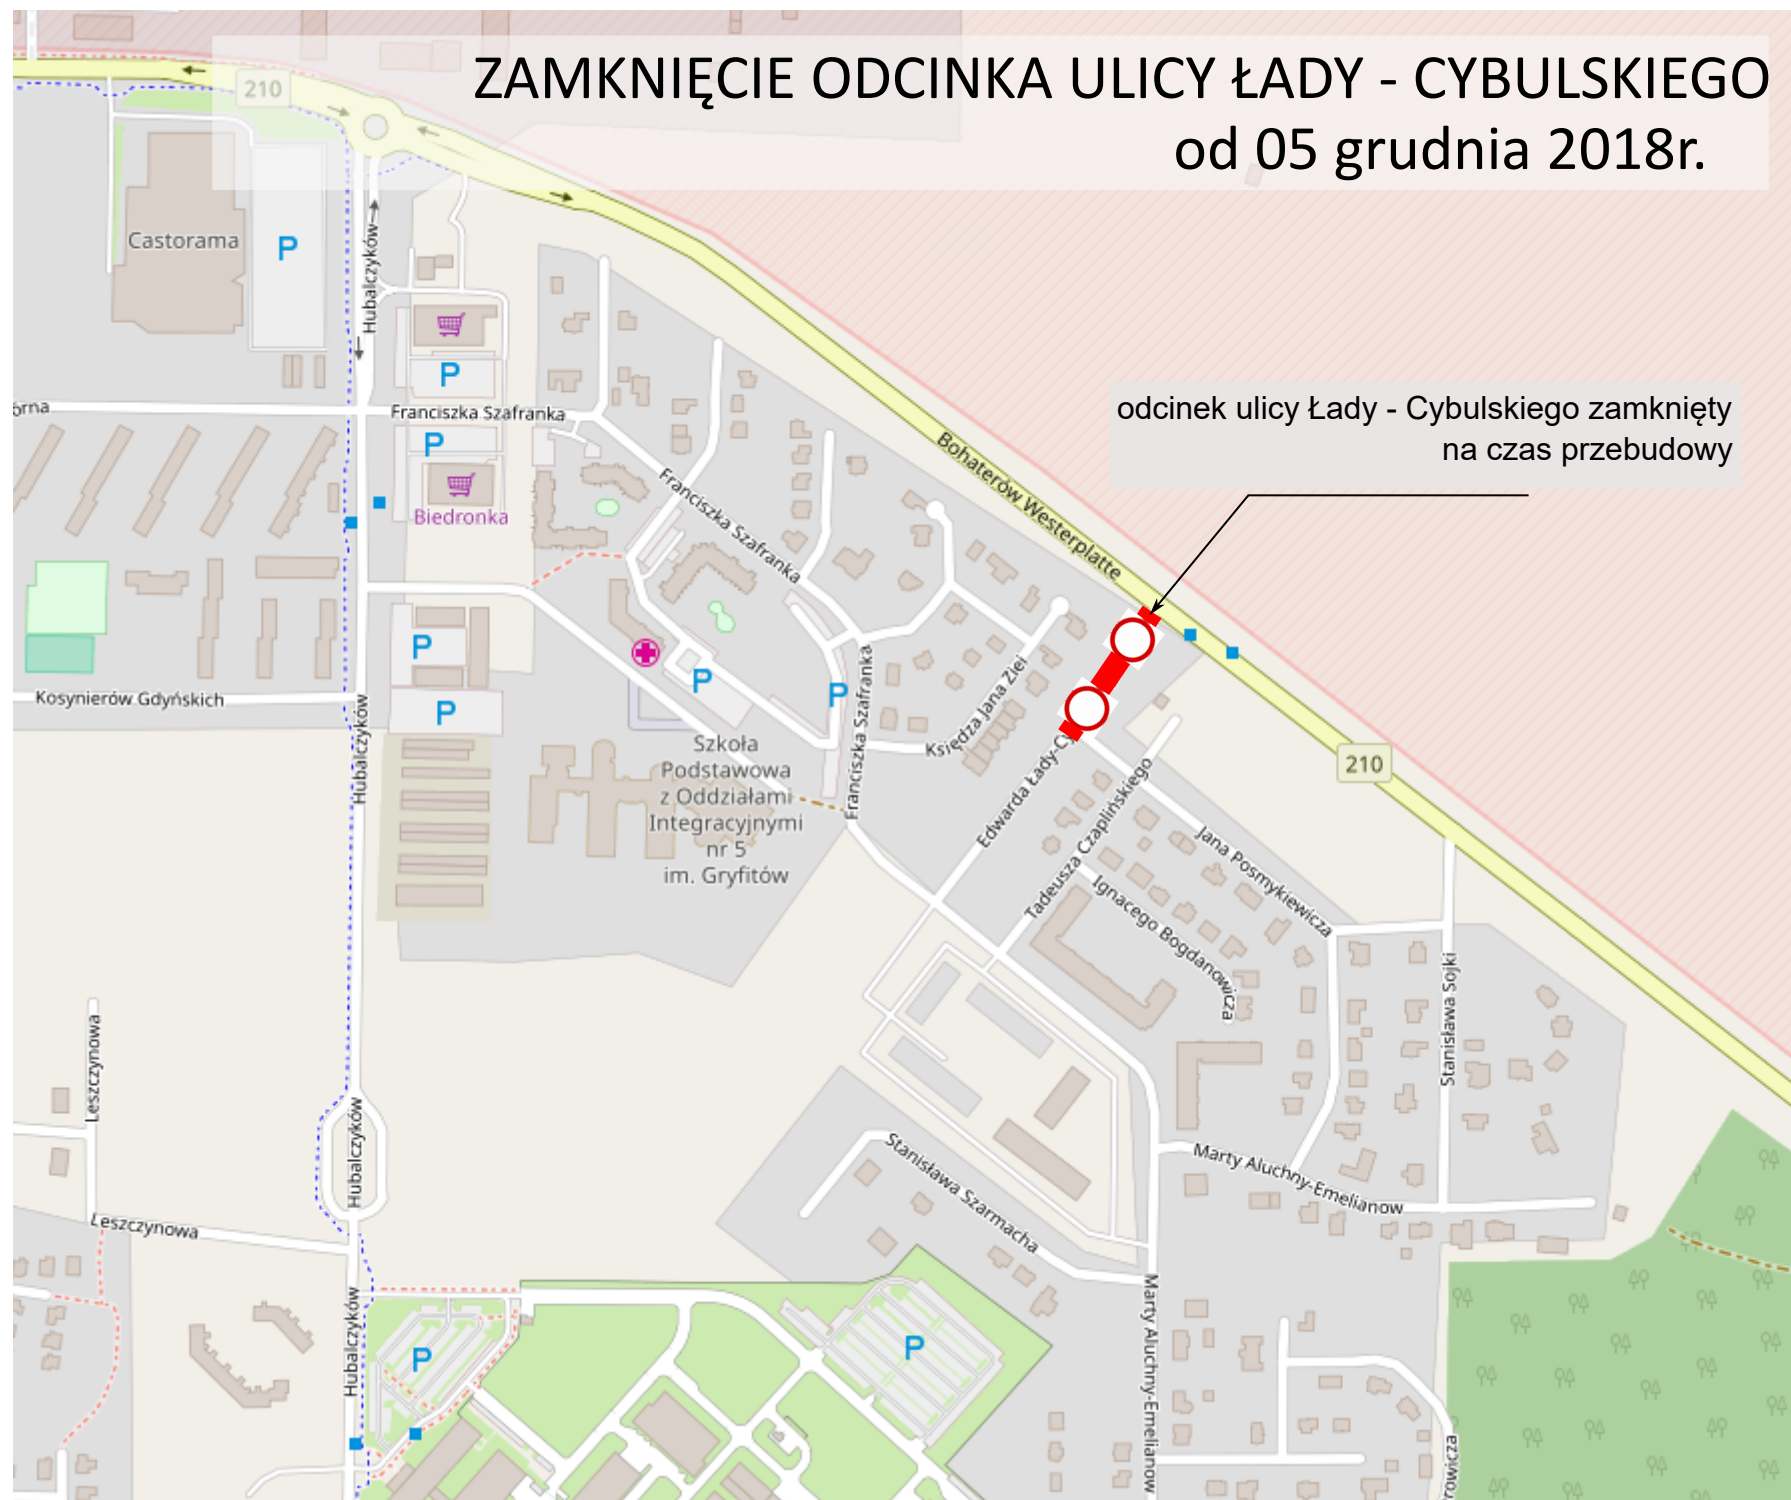 ZAMKNIĘCIE ODCINKA ULICY ŁADY - CYBULSKIEGO
od 05 grudnia 2018r.
210
Castorama
P
Hubalczyków
P
órna
Franciszka Szafranka
P
odcinek ulicy Łady - Cybulskiego zamknięty
na czas przebudowy
Bohaterów Westerplatte
Franciszka Szafranka
Biedronka
P
P
P
P
Kosynierów Gdyńskich
Hubalczyków
Franciszka Szafranka
Księdza Jana Ziei
Szkoła
Podstawowa
z Oddziałami
Integracyjnymi
nr 5
im. Gryfitów
210
Edwarda Łady-Cy
Tadeusza Czaplińskiego
Jana Posmykiewicza
Ignacego Bogdanowicza
Stanisława Sojki
Leszczynowa
Hubalczyków
Stanisława Szarmacha
Marty Aluchny-Emelianow
Leszczynowa
Hubalczyków
P
P
Marty Aluchny-Emelianow
rowicza